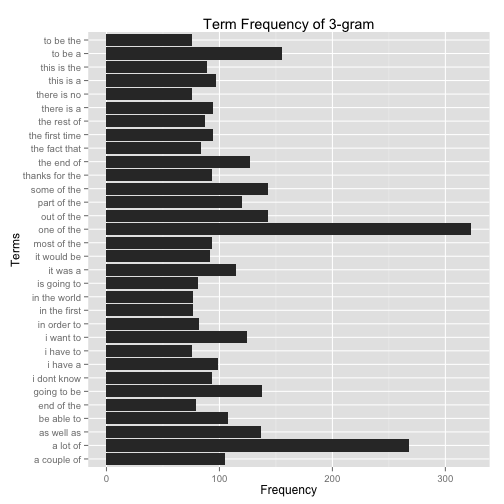 Term Frequency of 3-gram
to be the
to be a
this is the
this is a
there is no
there is a
the rest of
the first time
the fact that
the end of
thanks for the
some of the
part of the
out of the
one of the
most of the
it would be
it was a
is going to
in the world
in the first
in order to
i want to
i have to
i have a
i dont know
going to be
end of the
be able to
as well as
a lot of
a couple of
Terms
0 100 200 300
Frequency